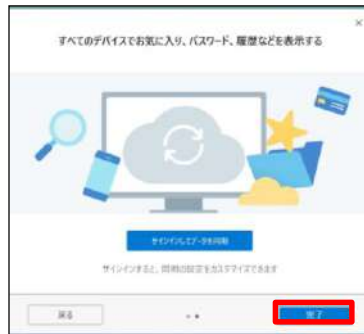 すべてのデバイスでお気に入り、パスワード、履歴などを表示する
サインインしてデータを同期
サインインすると、同期の設定をカスタマイズできます
戻る
完了